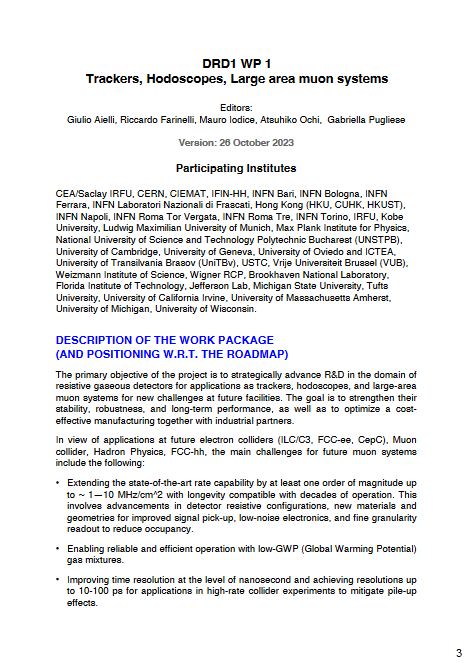 DRD1 WP 1
Trackers, Hodoscopes, Large area muon systems
Editors:
Giulio Aielli, Riccardo Farinelli, Mauro Iodice, Atsuhiko Ochi, Gabriella Pugliese
Version: 26 October 2023
Participating Institutes
CEA/Saclay IRFU, CERN, CIEMAT, IFIN-HH, INFN Bari, INFN Bologna, INFN
Ferrara, INFN Laboratori Nazionali di Frascati, Hong Kong (HKU, CUHK, HKUST),
INFN Napoli, INFN Roma Tor Vergata, INFN Roma Tre, INFN Torino, IRFU, Kobe
University, Ludwig Maximilian University of Munich, Max Plank Institute for Physics,
National University of Science and Technology Polytechnic Bucharest (UNSTPB),
University of Cambridge, University of Geneva, University of Oviedo and ICTEA,
University of Transilvania Brasov (UniTBv), USTC, Vrije Universiteit Brussel (VUB),
Weizmann Institute of Science, Wigner RCP, Brookhaven National Laboratory,
Florida Institute of Technology, Jefferson Lab, Michigan State University, Tufts
University, University of California Irvine, University of Massachusetts Amherst,
University of Michigan, University of Wisconsin.
DESCRIPTION OF THE WORK PACKAGE
(AND POSITIONING W.R.T. THE ROADMAP)
The primary objective of the project is to strategically advance R&D in the domain of
resistive gaseous detectors for applications as trackers, hodoscopes, and large-area
muon systems for new challenges at future facilities. The goal is to strengthen their
stability, robustness, and long-term performance, as well as to optimize a cost-
effective manufacturing together with industrial partners.
In view of applications at future electron colliders (ILC/C3, FCC-ee, CepC), Muon
collider, Hadron Physics, FCC-hh, the main challenges for future muon systems
include the following:
• Extending the state-of-the-art rate capability by at least one order of magnitude up
to ~ 1—10 MHz/cm^2 with longevity compatible with decades of operation. This
involves advancements in detector resistive configurations, new materials and
geometries for improved signal pick-up, low-noise electronics, and fine granularity
readout to reduce occupancy.
• Enabling reliable and efficient operation with low-GWP (Global Warming Potential)
gas mixtures.
• Improving time resolution at the level of nanosecond and achieving resolutions up
to 10-100 ps for applications in high-rate collider experiments to mitigate pile-up
effects.
3